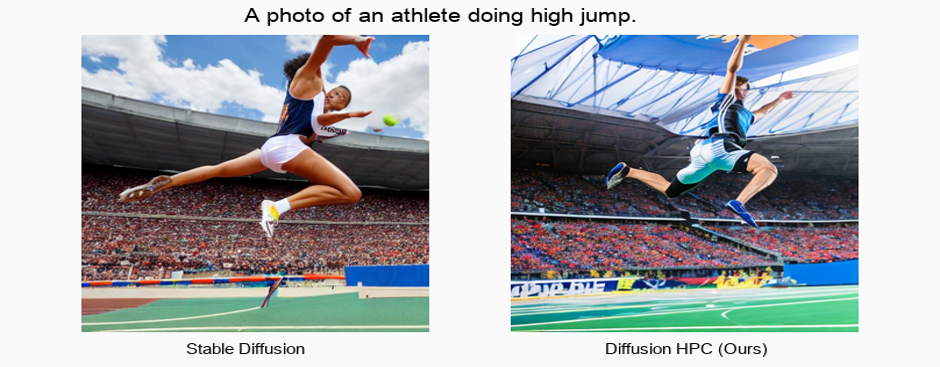 A photo of an athlete doing high jump.
Stable Diffusion
Diffusion HPC (Ours)